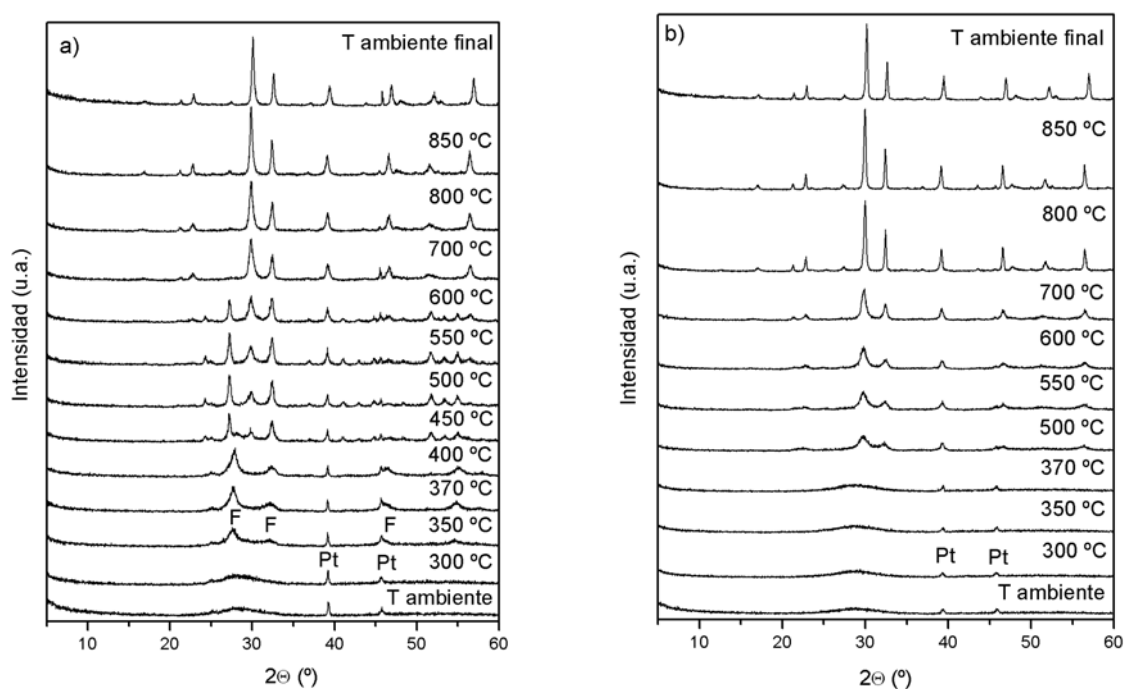 a)
T ambiente final
850 ºC
800 ºC
700 ºC
600 ºC
550 ºC
500 ºC
450 ºC
400 ºC
370 ºC
F F F
350 ºC
Pt Pt
300 ºC
T ambiente
Intensidad (u.a.)
10 20 30 40 50 60
2Θ (º)
b)
T ambiente final
850 ºC
800 ºC
700 ºC
600 ºC
550 ºC
500 ºC
370 ºC
350 ºC
Pt Pt
300 ºC
T ambiente
Intensidad (u.a.)
10 20 30 40 50 60
2Θ (º)